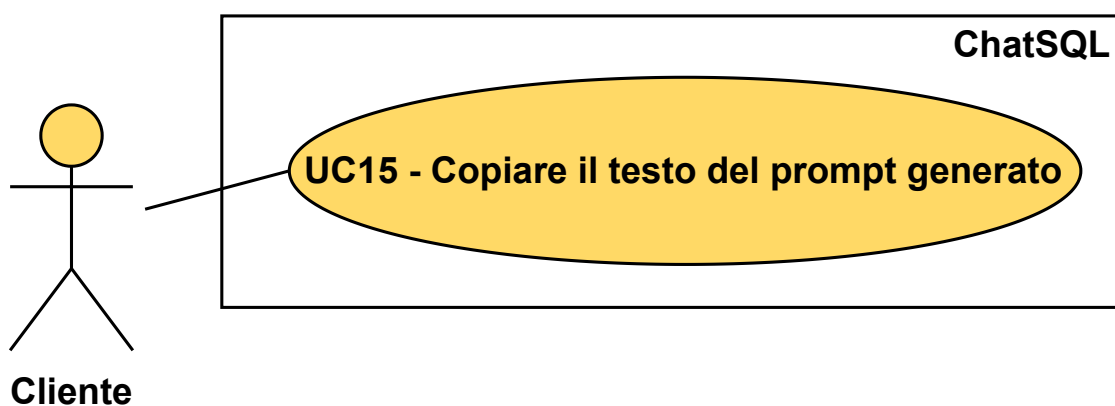 ChatSQL
UC15 - Copiare il testo del prompt generato
Cliente